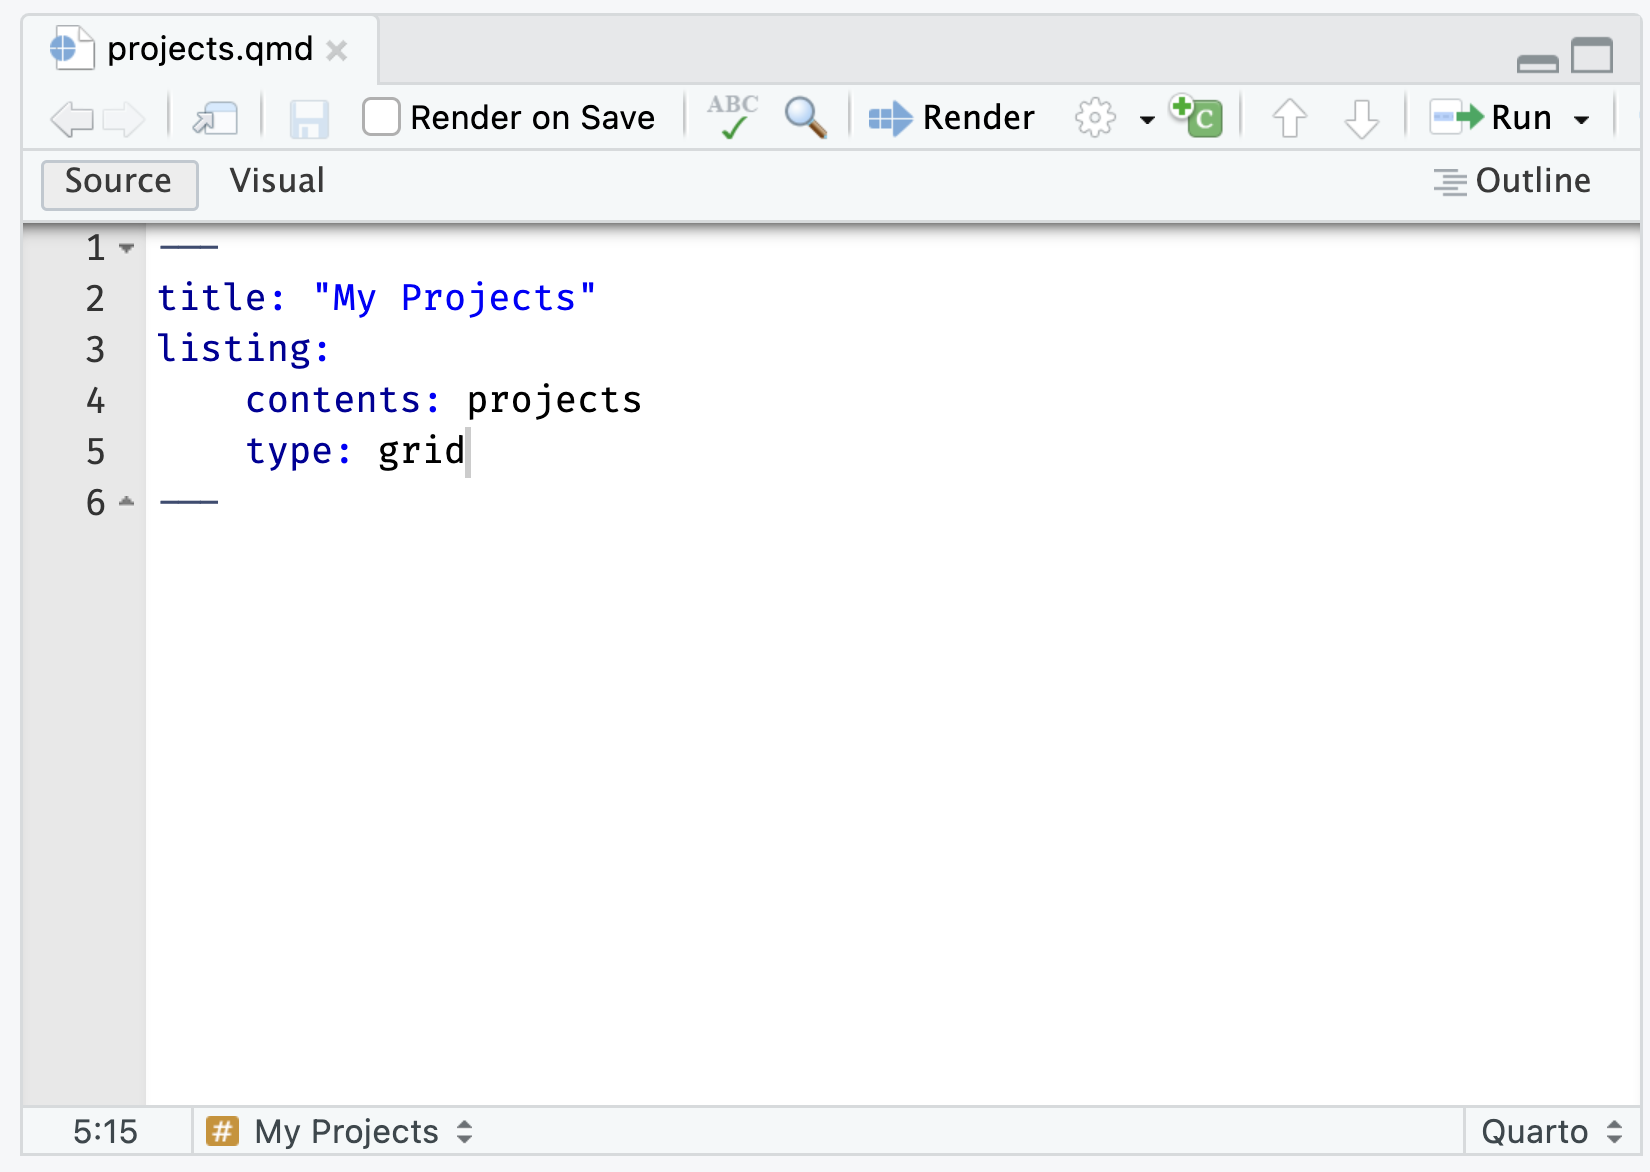 projects.qmd
Render on Save ABC Render C Run
Source Visual Outline
1 ---
2 title: "My Projects"
3 listing:
4     contents: projects
5     type: grid
6 ---
5:15 # My Projects Quarto